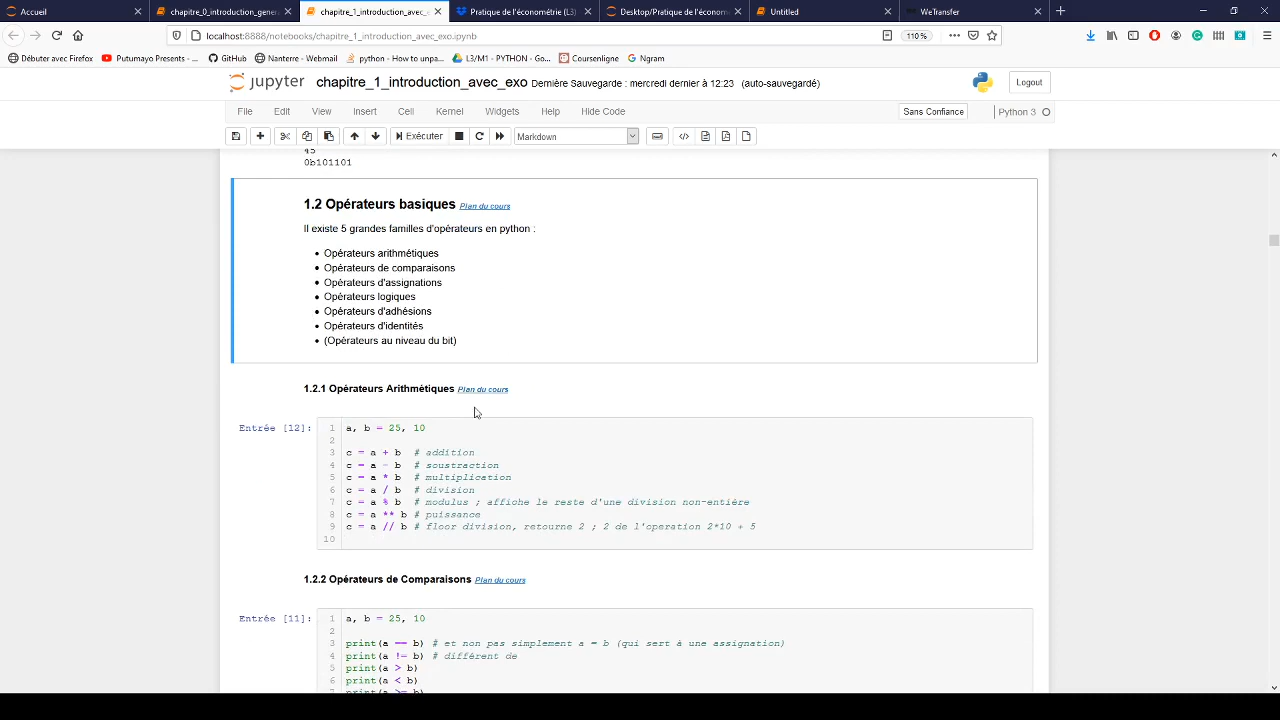 Accueil
chapitre_0_introduction_gener
chapitre_1_introduction_avec_
Pratique de l'économétrie (L3)
Desktop/Pratique de l'économ
Untitled
WeTransfer
localhost:8888/notebooks/chapitre_1_introduction_avec_exo.ipynb
110 %
Débuter avec Firefox
Putumayo Presents - ...
GitHub
Nanterre - Webmail
python - How to unpa...
L3/M1 - PYTHON - Go...
Coursenligne
Ngram
jupyter
chapitre_1_introduction_avec_exo
Dernière Sauvegarde : mercredi dernier à 12:23
(auto-sauvegardé)
Logout
File
Edit
View
Insert
Cell
Kernel
Widgets
Help
Hide Code
Sans Confiance
Python 3
Exécuter
Markdown
45
0b101101
1.2 Opérateurs basiques Plan du cours
Il existe 5 grandes familles d'opérateurs en python :
• Opérateurs arithmétiques
• Opérateurs de comparaisons
• Opérateurs d'assignations
• Opérateurs logiques
• Opérateurs d'adhésions
• Opérateurs d'identités
• (Opérateurs au niveau du bit)
1.2.1 Opérateurs Arithmétiques Plan du cours
Entrée [12]:
1 a, b = 25, 10
2
3 c = a + b # addition
4 c = a - b # soustraction
5 c = a * b # multiplication
6 c = a / b # division
7 c = a % b # modulus ; affiche le reste d'une division non-entière
8 c = a ** b # puissance
9 c = a // b # floor division, retourne 2 ; 2 de l'operation 2*10 + 5
10
1.2.2 Opérateurs de Comparaisons Plan du cours
Entrée [11]:
1 a, b = 25, 10
2
3 print(a == b) # et non pas simplement a = b (qui sert à une assignation)
4 print(a != b) # différent de
5 print(a > b)
6 print(a < b)
7 print(a >= b)